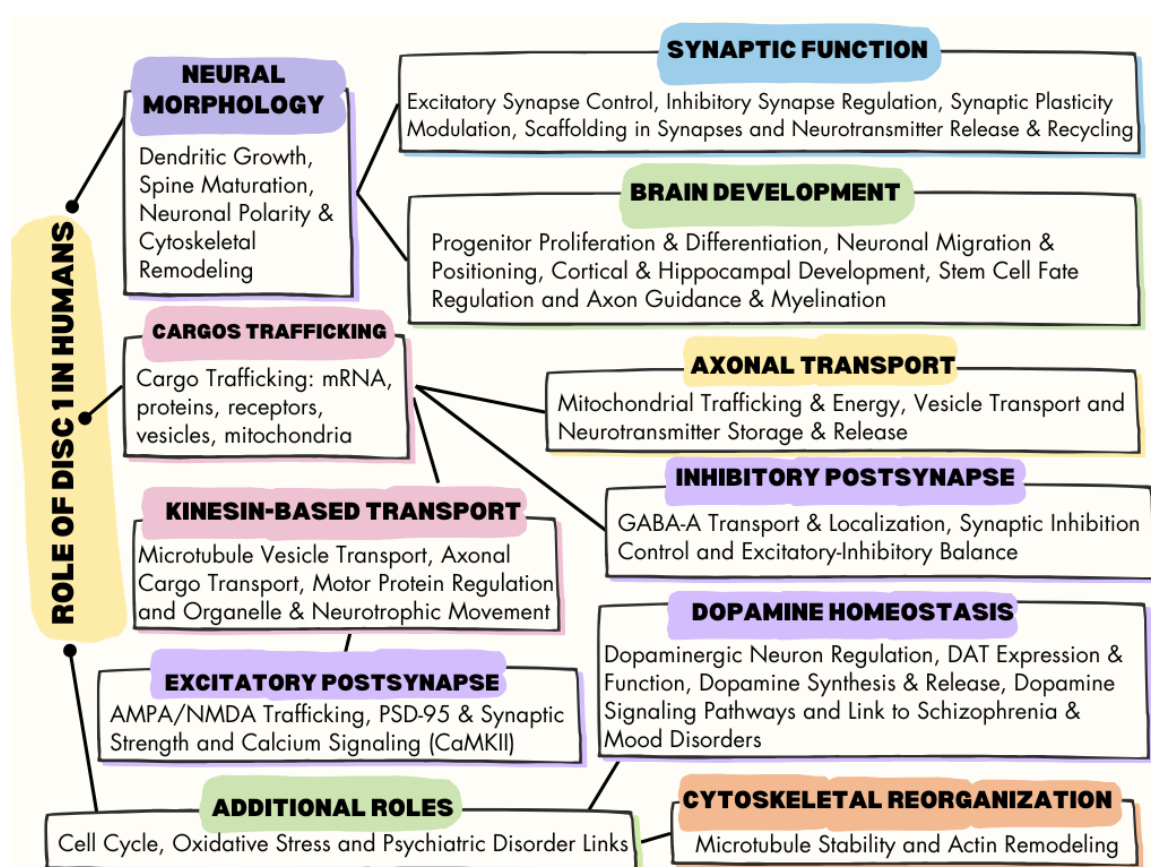 ROLE OF DISC1 IN HUMANS
NEURAL
MORPHOLOGY
Dendritic Growth,
Spine Maturation,
Neuronal Polarity &
Cytoskeletal
Remodeling
SYNAPTIC FUNCTION
Excitatory Synapse Control, Inhibitory Synapse Regulation, Synaptic Plasticity
Modulation, Scaffolding in Synapses and Neurotransmitter Release & Recycling
BRAIN DEVELOPMENT
Progenitor Proliferation & Differentiation, Neuronal Migration &
Positioning, Cortical & Hippocampal Development, Stem Cell Fate
Regulation and Axon Guidance & Myelination
CARGOS TRAFFICKING
Cargo Trafficking: mRNA,
proteins, receptors,
vesicles, mitochondria
AXONAL TRANSPORT
Mitochondrial Trafficking & Energy, Vesicle Transport and
Neurotransmitter Storage & Release
INHIBITORY POSTSYNAPSE
GABA-A Transport & Localization, Synaptic Inhibition
Control and Excitatory-Inhibitory Balance
KINESIN-BASED TRANSPORT
Microtubule Vesicle Transport, Axonal
Cargo Transport, Motor Protein Regulation
and Organelle & Neurotrophic Movement
EXCITATORY POSTSYNAPSE
AMPA/NMDA Trafficking, PSD-95 & Synaptic
Strength and Calcium Signaling (CaMKII)
DOPAMINE HOMEOSTASIS
Dopaminergic Neuron Regulation, DAT Expression &
Function, Dopamine Synthesis & Release, Dopamine
Signaling Pathways and Link to Schizophrenia &
Mood Disorders
ADDITIONAL ROLES
Cell Cycle, Oxidative Stress and Psychiatric Disorder Links
CYTOSKELETAL REORGANIZATION
Microtubule Stability and Actin Remodeling